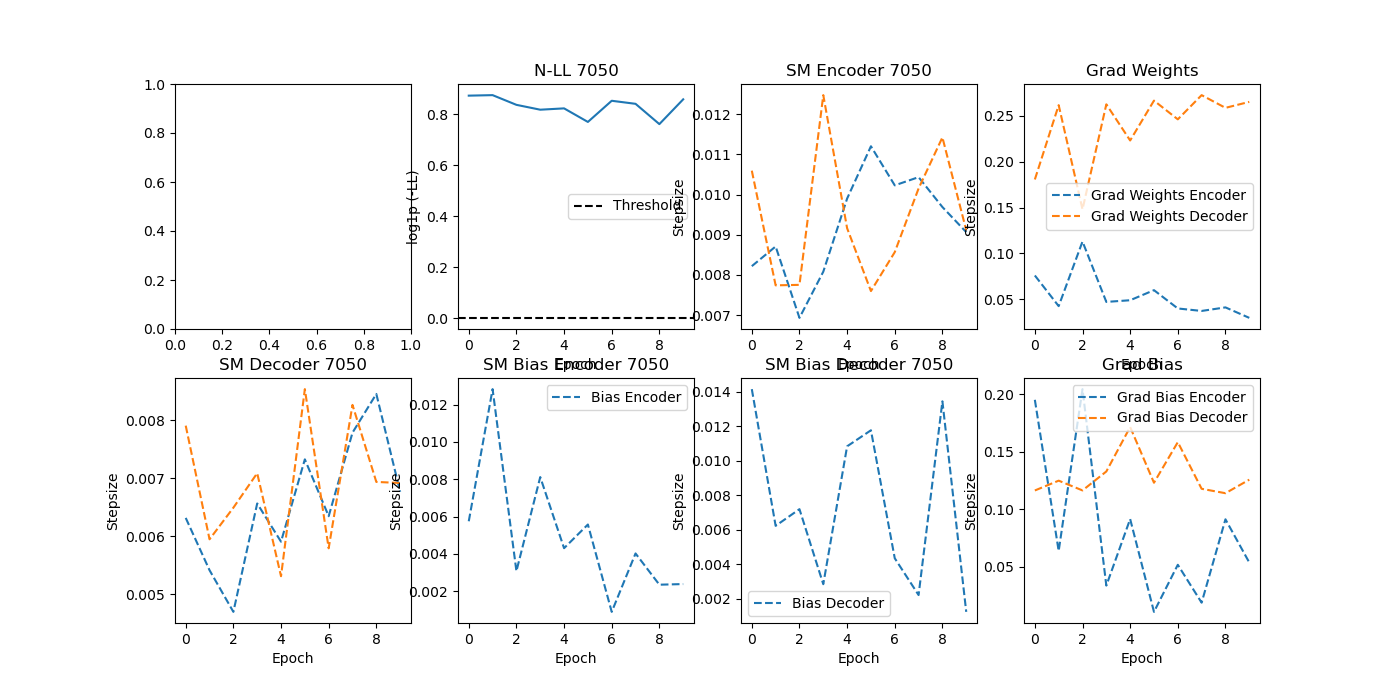 N-LL 7050
SM Encoder 7050
Grad Weights
1.0
0.8
0.6
0.4
0.2
0.0
0.0 0.2 0.4 0.6 0.8 1.0
log1p (-LL)
0.8
0.6
0.4
0.2
0.0
Threshold
0 2 4 6 8
Epoch
Stepsize
0.012
0.011
0.010
0.009
0.008
0.007
0 2 4 6 8
Epoch
Stepsize
0.25
0.20
0.15
0.10
0.05
Grad Weights Encoder
Grad Weights Decoder
0 2 4 6 8
Epoch
SM Decoder 7050
SM Bias Encoder 7050
SM Bias Decoder 7050
Grad Bias
Stepsize
0.008
0.007
0.006
0.005
0 2 4 6 8
Epoch
Stepsize
0.012
0.010
0.008
0.006
0.004
0.002
Bias Encoder
0 2 4 6 8
Epoch
Stepsize
0.014
0.012
0.010
0.008
0.006
0.004
0.002
Bias Decoder
0 2 4 6 8
Epoch
Stepsize
0.20
0.15
0.10
0.05
Grad Bias Encoder
Grad Bias Decoder
0 2 4 6 8
Epoch